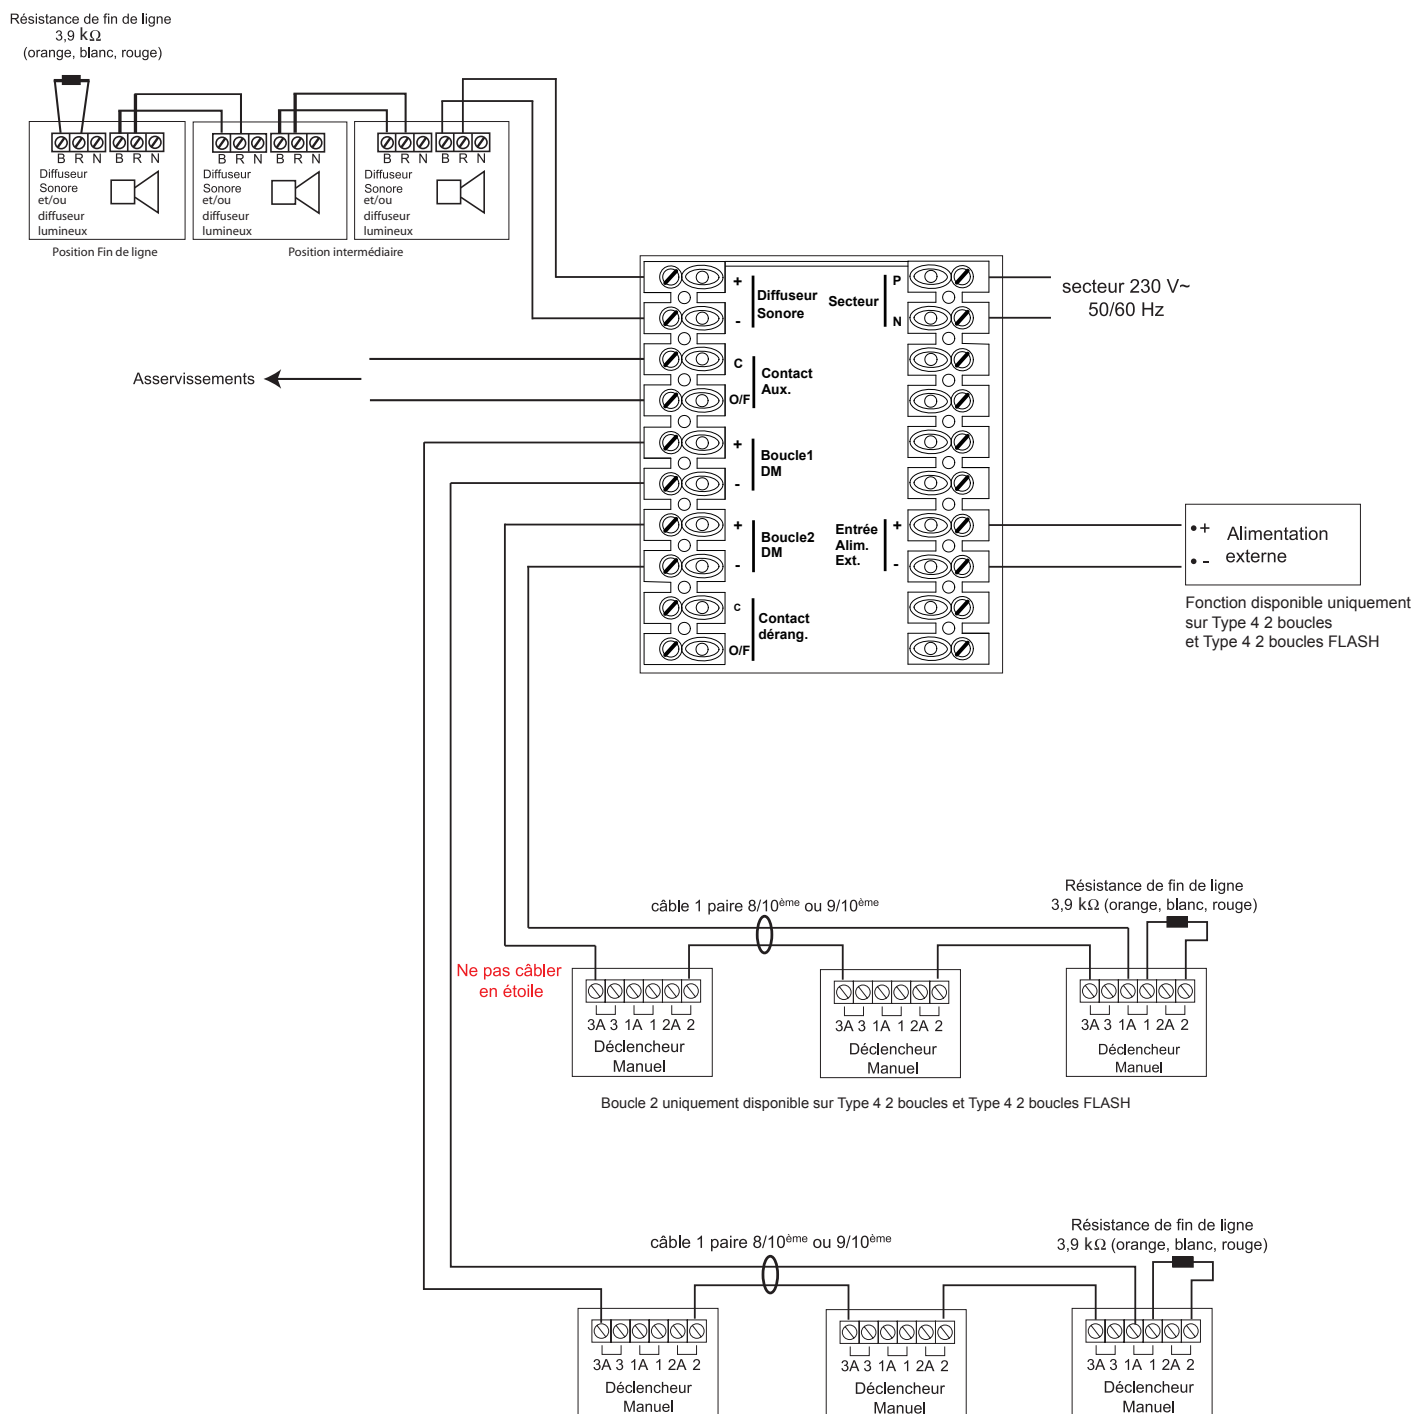 Résistance de fin de ligne
3,9 kΩ
(orange, blanc, rouge)
B R N B R N
Diffuseur
Sonore
et/ou
diffuseur
lumineux
B R N B R N
Diffuseur
Sonore
et/ou
diffuseur
lumineux
B R N B R N
Diffuseur
Sonore
et/ou
diffuseur
lumineux
Position Fin de ligne
Position intermédiaire
+
-
Diffuseur
Sonore
Secteur
P
N
secteur 230 V~
50/60 Hz
Asservissements
C
O/F
Contact
Aux.
+
-
Boucle1
DM
+
-
Boucle2
DM
Entrée
Alim.
Ext.
+
-
•+
•-
Alimentation
externe
Fonction disponible uniquement
sur Type 4 2 boucles
et Type 4 2 boucles FLASH
C
O/F
Contact
dérang.
câble 1 paire 8/10ème ou 9/10ème
Résistance de fin de ligne
3,9 kΩ (orange, blanc, rouge)
Ne pas câbler
en étoile
3A 3 1A 1 2A 2
Déclencheur
Manuel
3A 3 1A 1 2A 2
Déclencheur
Manuel
3A 3 1A 1 2A 2
Déclencheur
Manuel
Boucle 2 uniquement disponible sur Type 4 2 boucles et Type 4 2 boucles FLASH
câble 1 paire 8/10ème ou 9/10ème
Résistance de fin de ligne
3,9 kΩ (orange, blanc, rouge)
3A 3 1A 1 2A 2
Déclencheur
Manuel
3A 3 1A 1 2A 2
Déclencheur
Manuel
3A 3 1A 1 2A 2
Déclencheur
Manuel